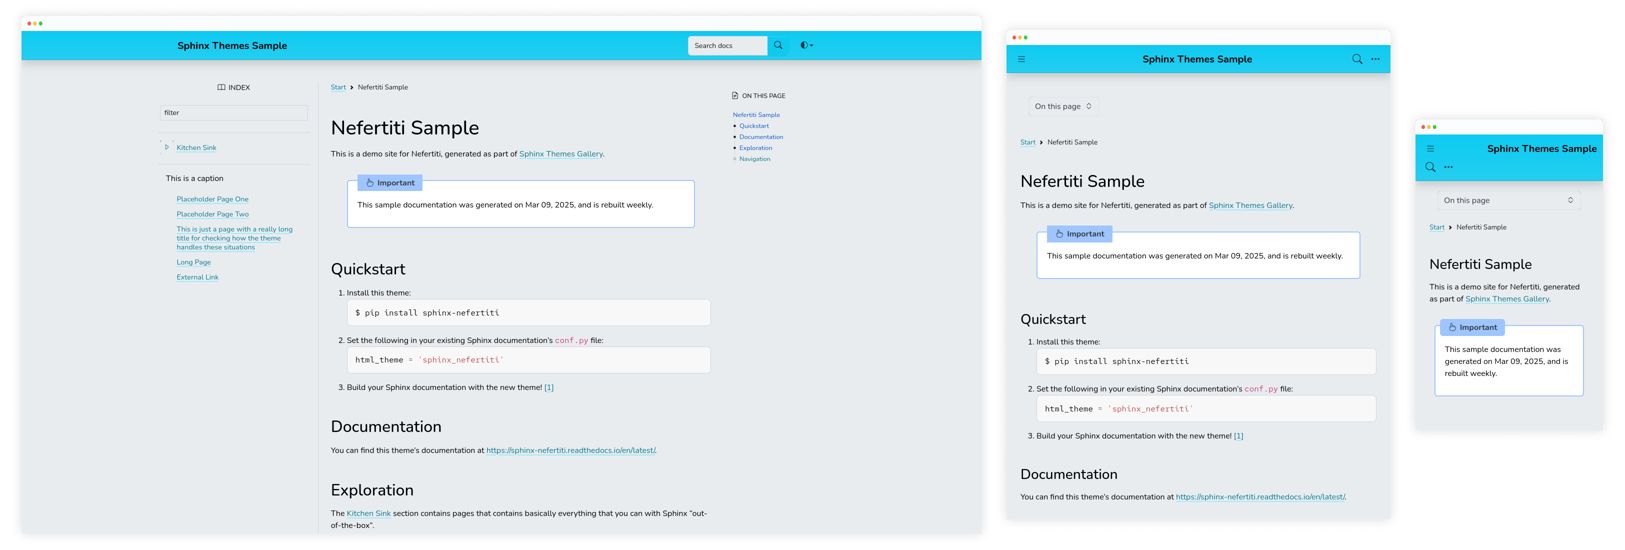 Sphinx Themes Sample
Search docs
INDEX
filter
Kitchen Sink
This is a caption
Placeholder Page One
Placeholder Page Two
This is just a page with a really long
title for checking how the theme
handles these situations
Long Page
External Link
Start › Nefertiti Sample
Nefertiti Sample
This is a demo site for Nefertiti, generated as part of Sphinx Themes Gallery.
Important
This sample documentation was generated on Mar 09, 2025, and is rebuilt weekly.
Quickstart
1. Install this theme:
$ pip install sphinx-nefertiti
2. Set the following in your existing Sphinx documentation's conf.py file:
html_theme = 'sphinx_nefertiti'
3. Build your Sphinx documentation with the new theme! [1]
Documentation
You can find this theme's documentation at https://sphinx-nefertiti.readthedocs.io/en/latest/.
Exploration
The Kitchen Sink section contains pages that contains basically everything that you can with Sphinx "out-
of-the-box".
ON THIS PAGE
Nefertiti Sample
Quickstart
Documentation
Exploration
Navigation
Sphinx Themes Sample
On this page
Start › Nefertiti Sample
Nefertiti Sample
This is a demo site for Nefertiti, generated as part of Sphinx Themes Gallery.
Important
This sample documentation was generated on Mar 09, 2025, and is rebuilt weekly.
Quickstart
1. Install this theme:
$ pip install sphinx-nefertiti
2. Set the following in your existing Sphinx documentation's conf.py file:
html_theme = 'sphinx_nefertiti'
3. Build your Sphinx documentation with the new theme! [1]
Documentation
You can find this theme's documentation at https://sphinx-nefertiti.readthedocs.io/en/latest/.
Sphinx Themes Sample
On this page
Start › Nefertiti Sample
Nefertiti Sample
This is a demo site for Nefertiti, generated
as part of Sphinx Themes Gallery.
Important
This sample documentation was
generated on Mar 09, 2025, and is
rebuilt weekly.